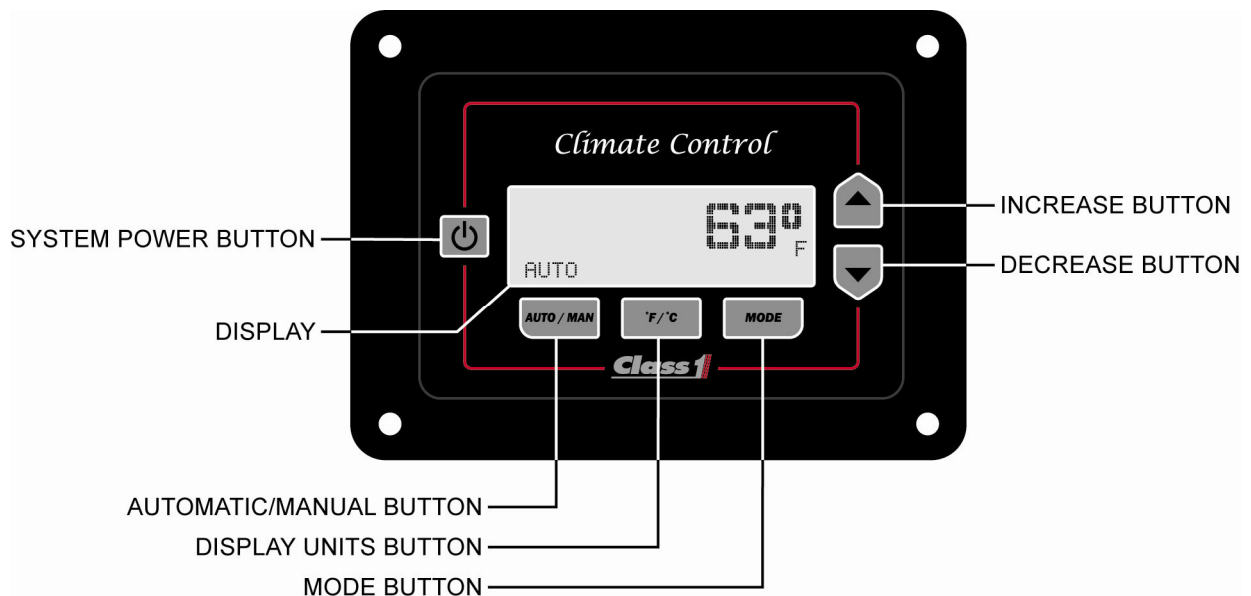 Climate Control
63°
F
AUTO
AUTO / MAN
°F/°C
MODE
Class 1
SYSTEM POWER BUTTON
DISPLAY
INCREASE BUTTON
DECREASE BUTTON
AUTOMATIC/MANUAL BUTTON
DISPLAY UNITS BUTTON
MODE BUTTON